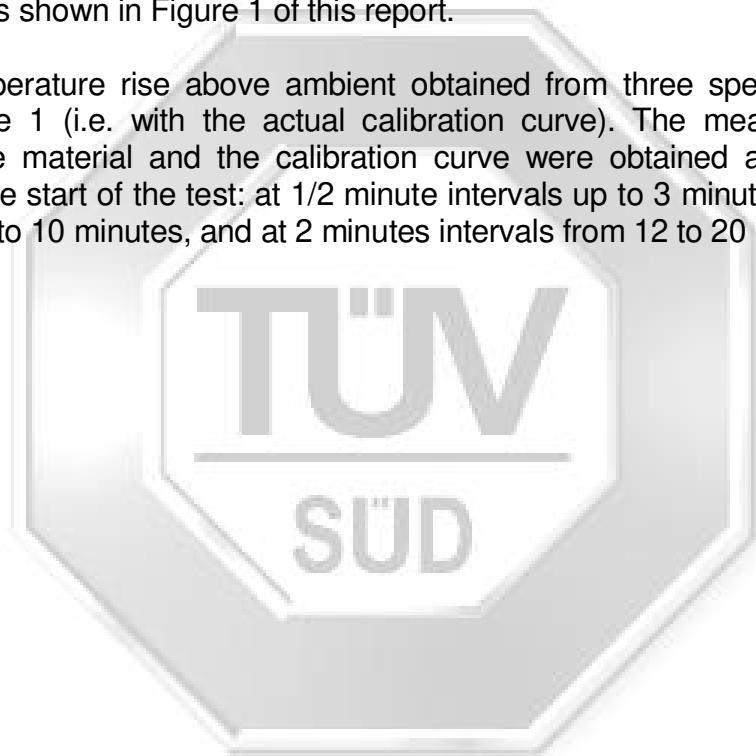 s shown in Figure 1 of this report.
perature rise above ambient obtained from three spe
e 1 (i.e. with the actual calibration curve). The mea
e material and the calibration curve were obtained a
e start of the test: at 1/2 minute intervals up to 3 minut
to 10 minutes, and at 2 minutes intervals from 12 to 20
TÜV
SÜD